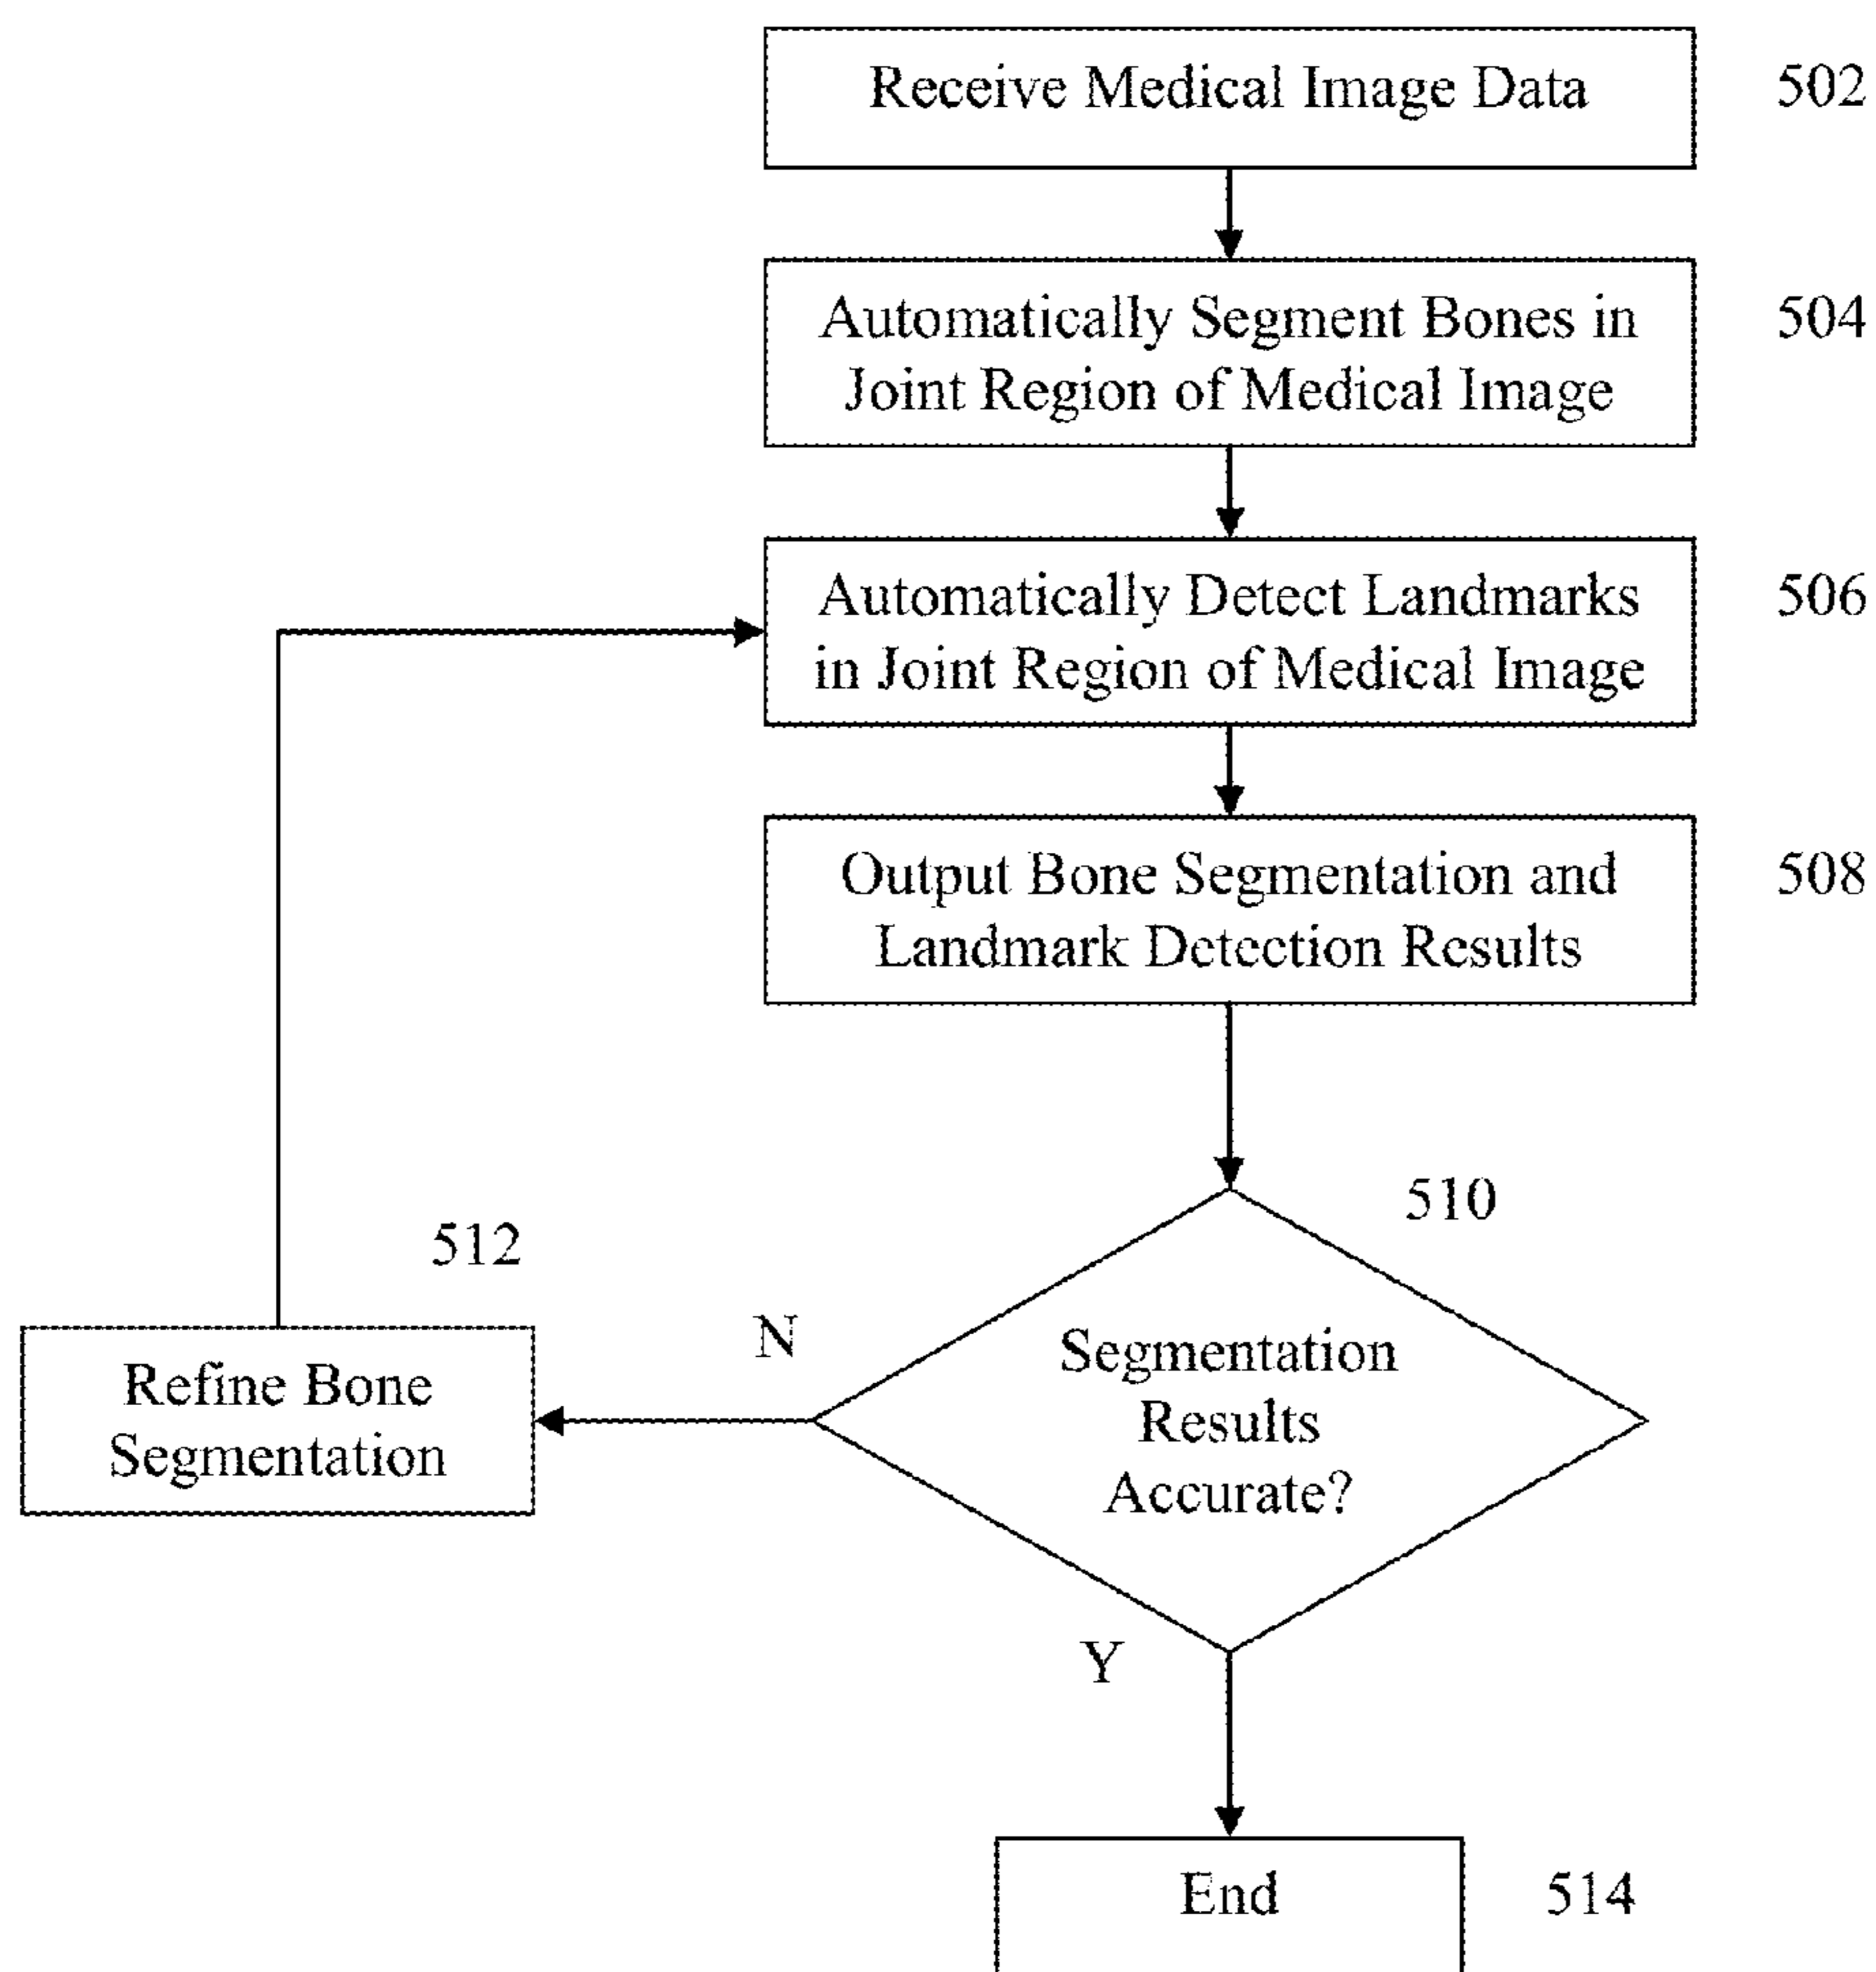 Receive Medical Image Data
502
Automatically Segment Bones in
Joint Region of Medical Image
504
Automatically Detect Landmarks
in Joint Region of Medical Image
506
Output Bone Segmentation and
Landmark Detection Results
508
510
512
N
Segmentation
Results
Accurate?
Refine Bone
Segmentation
Y
End
514